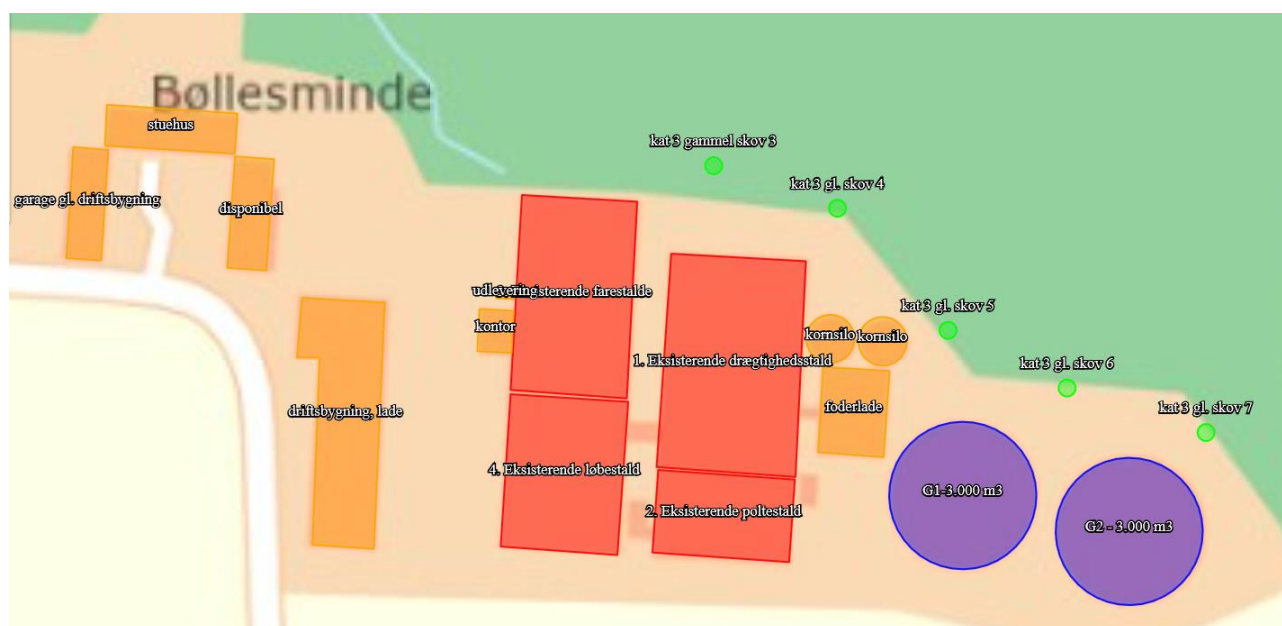 Bøllesminde
stuehus
kat 3 gammel skov 3
kat 3 gl. skov 4
garage gl. driftsbygning
disponibel
udlevering
sterende farestalde
kat 3 gl. skov 5
kontor
kornsilo
kornsilo
1. Eksisterende drægtighedsstald
kat 3 gl. skov 6
driftsbygning, lade
foderlade
kat 3 gl. skov 7
4. Eksisterende løbestald
G1-3.000 m3
2. Eksisterende poltestald
G2 - 3.000 m3